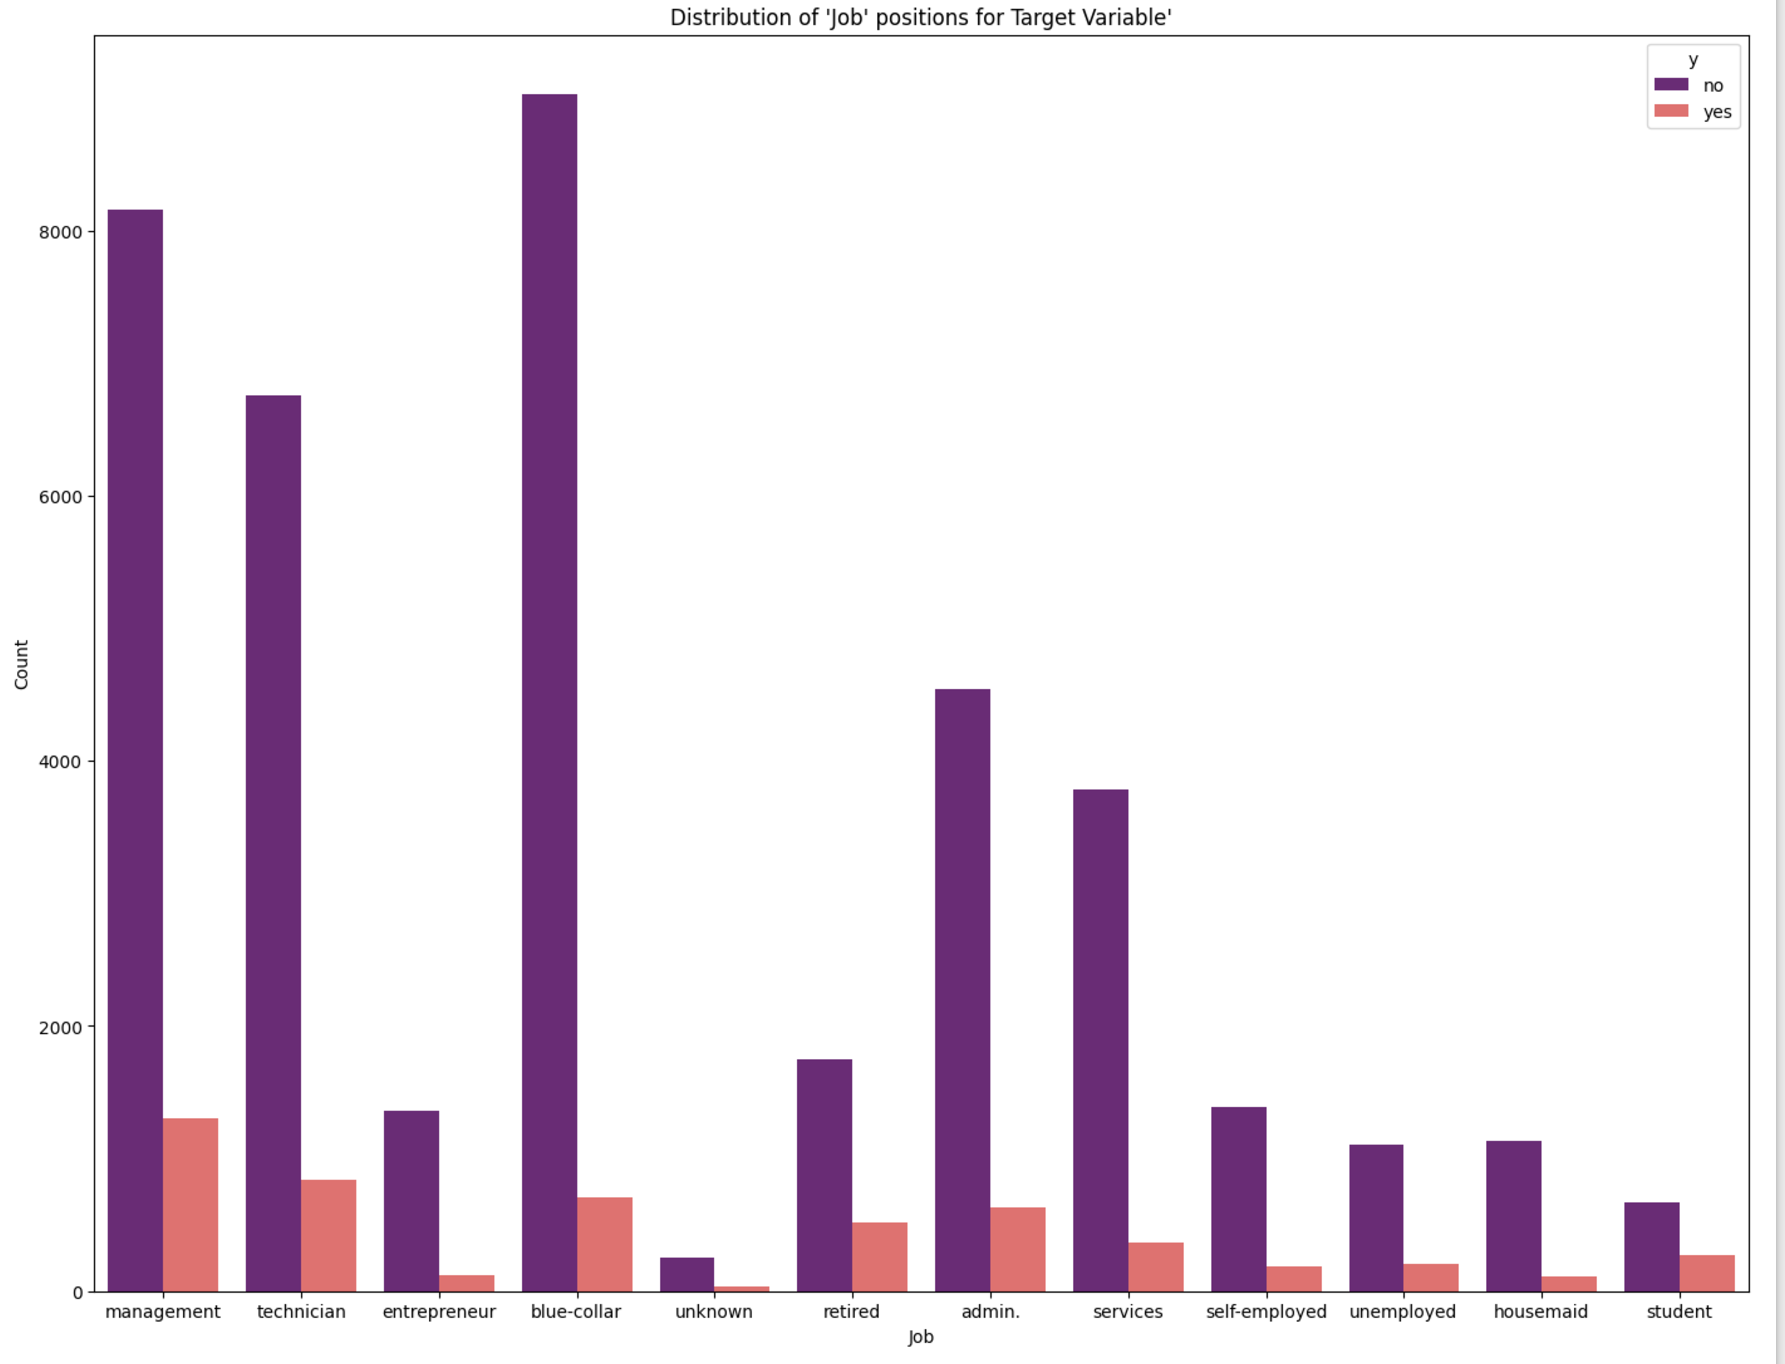 Distribution of 'Job' positions for Target Variable'
y
no
yes
8000
6000
4000
2000
0
Count
management technician entrepreneur blue-collar unknown retired admin. services self-employed unemployed housemaid student
Job